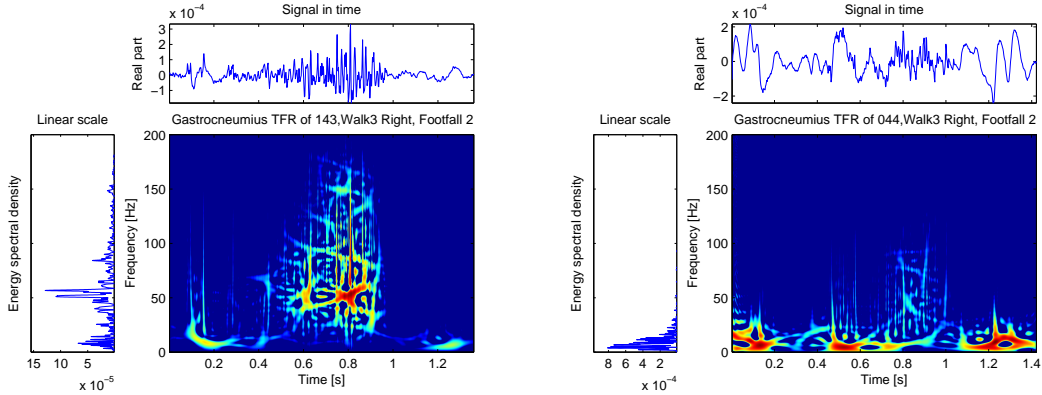 x 10⁻⁴
Signal in time
Real part
3
2
1
0
−1
Linear scale
Energy spectral density
15 10 5
x 10⁻⁵
Gastrocneumius TFR of 143,Walk3 Right, Footfall 2
Frequency [Hz]
200
150
100
50
0
0.2 0.4 0.6 0.8 1 1.2
Time [s]
x 10⁻⁴
Signal in time
Real part
2
0
−2
Linear scale
Energy spectral density
8 6 4 2
x 10⁻⁴
Gastrocneumius TFR of 044,Walk3 Right, Footfall 2
Frequency [Hz]
200
150
100
50
0
0.2 0.4 0.6 0.8 1 1.2 1.4
Time [s]